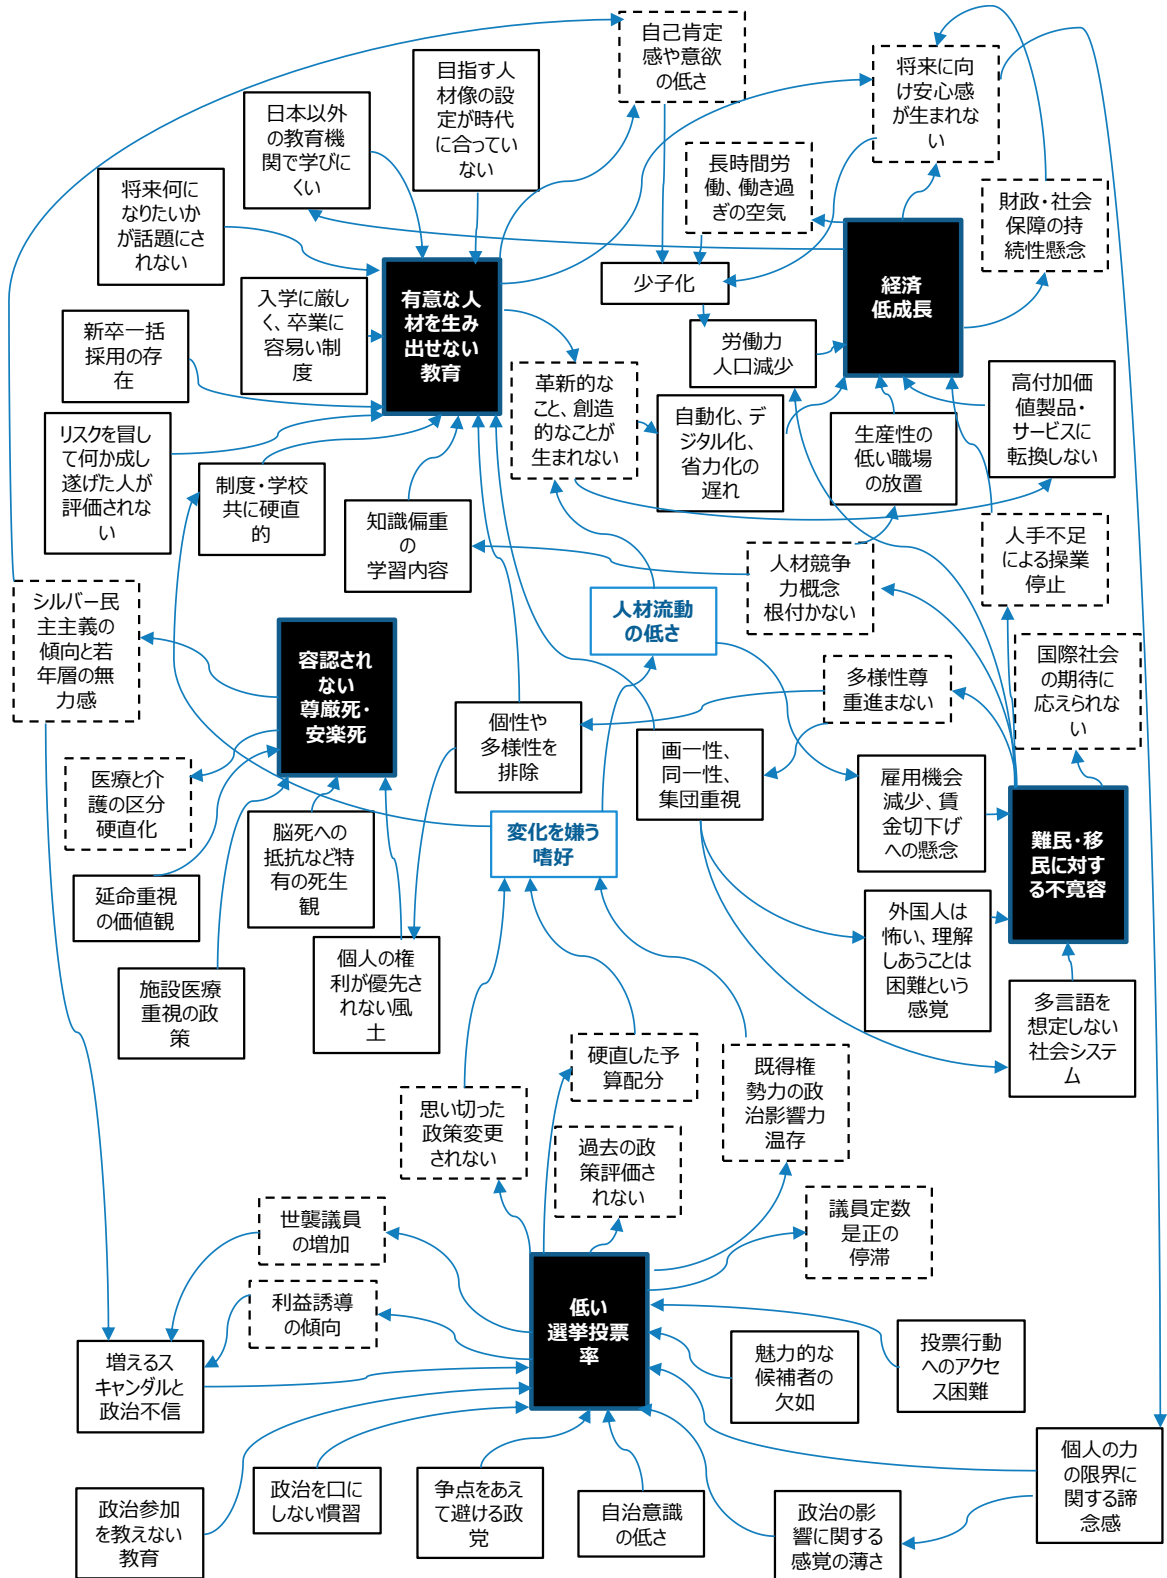 自己肯定
感や意欲
の低さ
将来に向
け安心感
が生まれな
い
目指す人
材像の設
定が時代
に合ってい
ない
日本以外
の教育機
関で学びに
くい
将来何に
なりたいか
が話題にさ
れない
長時間労
働、働き過
ぎの空気
財政・社会
保障の持
続性懸念
少子化
経済
低成長
有意な人
材を生み
出せない
教育
入学に厳し
く、卒業に
容易い制
度
新卒一括
採用の存
在
労働力
人口減少
革新的な
こと、創造
的なことが
生まれない
自動化、デ
ジタル化、
省力化の
遅れ
生産性の
低い職場
の放置
高付加価
値製品・
サービスに
転換しない
リスクを冒し
て何か成し
遂げた人が
評価されな
い
制度・学校
共に硬直
的
知識偏重
の
学習内容
人材競争
力概念
根付かない
人手不足
による操業
停止
シルバー民
主主義の
傾向と若
年層の無
力感
人材流動
の低さ
容認され
ない
尊厳死・
安楽死
多様性尊
重進まない
国際社会
の期待に
応えられな
い
個性や
多様性を
排除
画一性、
同一性、
集団重視
医療と介
護の区分
硬直化
雇用機会
減少、賃
金切下げ
への懸念
難民・移
民に対す
る不寛容
脳死への
抵抗など特
有の死生
観
変化を嫌う
嗜好
延命重視
の価値観
外国人は
怖い、理解
しあうことは
困難という
感覚
個人の権
利が優先さ
れない風
土
施設医療
重視の政
策
多言語を
想定しない
社会システ
ム
硬直した予
算配分
既得権
勢力の政
治影響力
温存
思い切った
政策変更
されない
過去の政
策評価さ
れない
議員定数
是正の
停滞
世襲議員
の増加
利益誘導
の傾向
低い
選挙投票
率
増えるス
キャンダルと
政治不信
魅力的な
候補者の
欠如
投票行動
へのアクセ
ス困難
個人の力
の限界に
関する諦
念感
政治参加
を教えない
教育
政治を口に
しない慣習
争点をあえ
て避ける政
党
自治意識
の低さ
政治の影
響に関する
感覚の薄さ